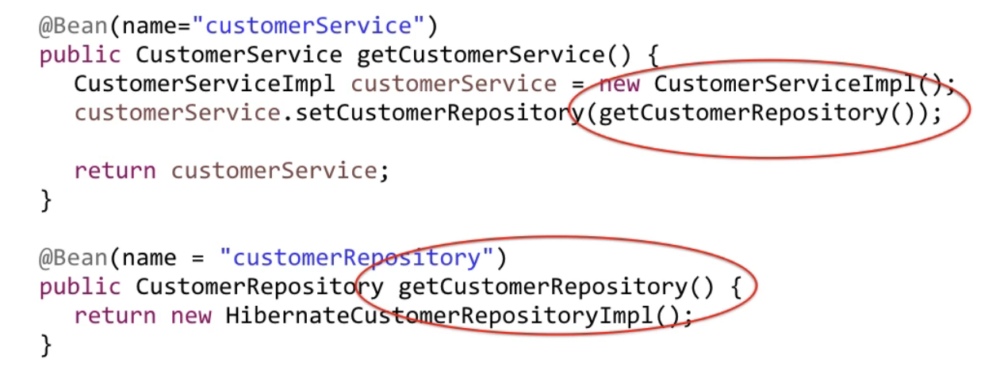 @Bean(name="customerService")
public CustomerService getCustomerService() {
CustomerServiceImpl customerService = new CustomerServiceImpl();
customerService.setCustomerRepository(getCustomerRepository());
return customerService;
}
@Bean(name = "customerRepository")
public CustomerRepository getCustomerRepository() {
return new HibernateCustomerRepositoryImpl();
}